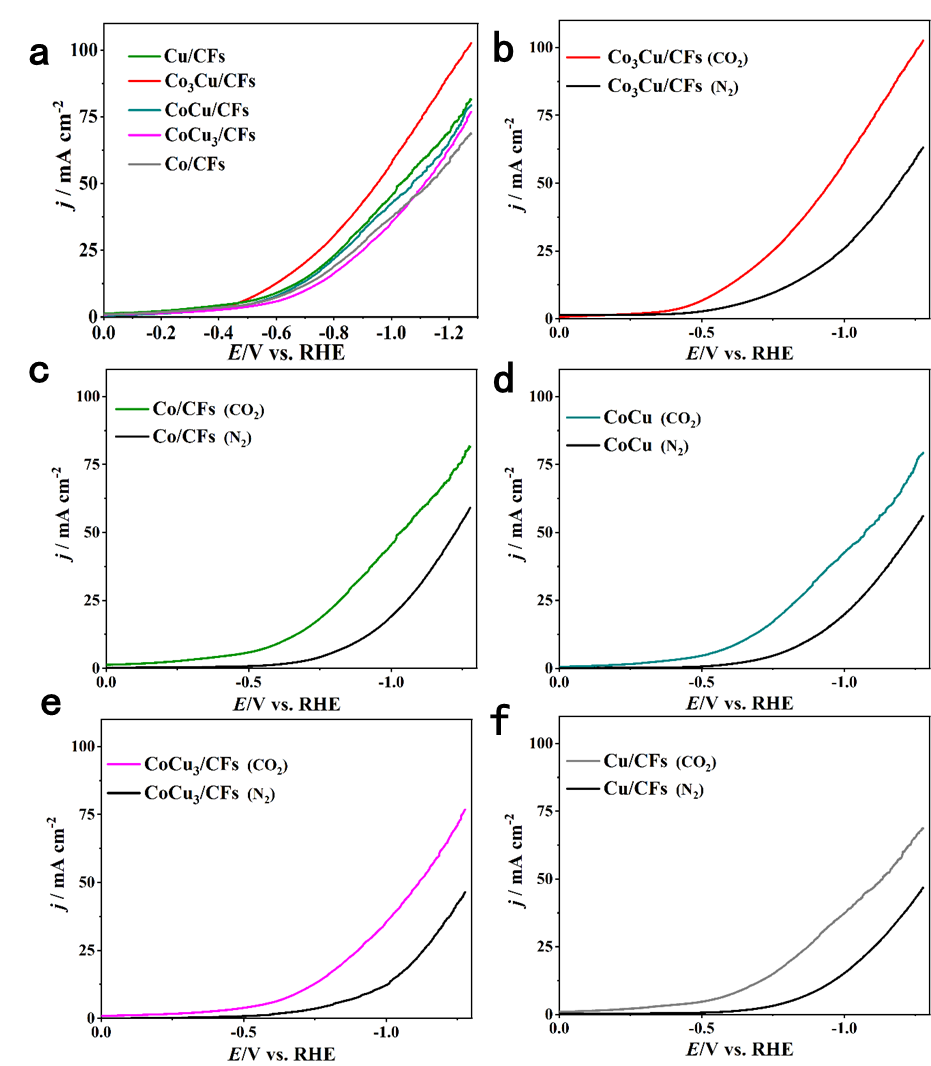 a
Cu/CFs
Co₃Cu/CFs
CoCu/CFs
CoCu₃/CFs
Co/CFs
100
75
50
25
0
j / mA cm⁻²
0.0 -0.2 -0.4 -0.6 -0.8 -1.0 -1.2
E/V vs. RHE
b
Co₃Cu/CFs (CO₂)
Co₃Cu/CFs (N₂)
100
75
50
25
0
j / mA cm⁻²
0.0 -0.5 -1.0
E/V vs. RHE
c
Co/CFs (CO₂)
Co/CFs (N₂)
100
75
50
25
0
j / mA cm⁻²
0.0 -0.5 -1.0
E/V vs. RHE
d
CoCu (CO₂)
CoCu (N₂)
100
75
50
25
0
j / mA cm⁻²
0.0 -0.5 -1.0
E/V vs. RHE
e
CoCu₃/CFs (CO₂)
CoCu₃/CFs (N₂)
100
75
50
25
0
j / mA cm⁻²
0.0 -0.5 -1.0
E/V vs. RHE
f
Cu/CFs (CO₂)
Cu/CFs (N₂)
100
75
50
25
0
j / mA cm⁻²
0.0 -0.5 -1.0
E/V vs. RHE